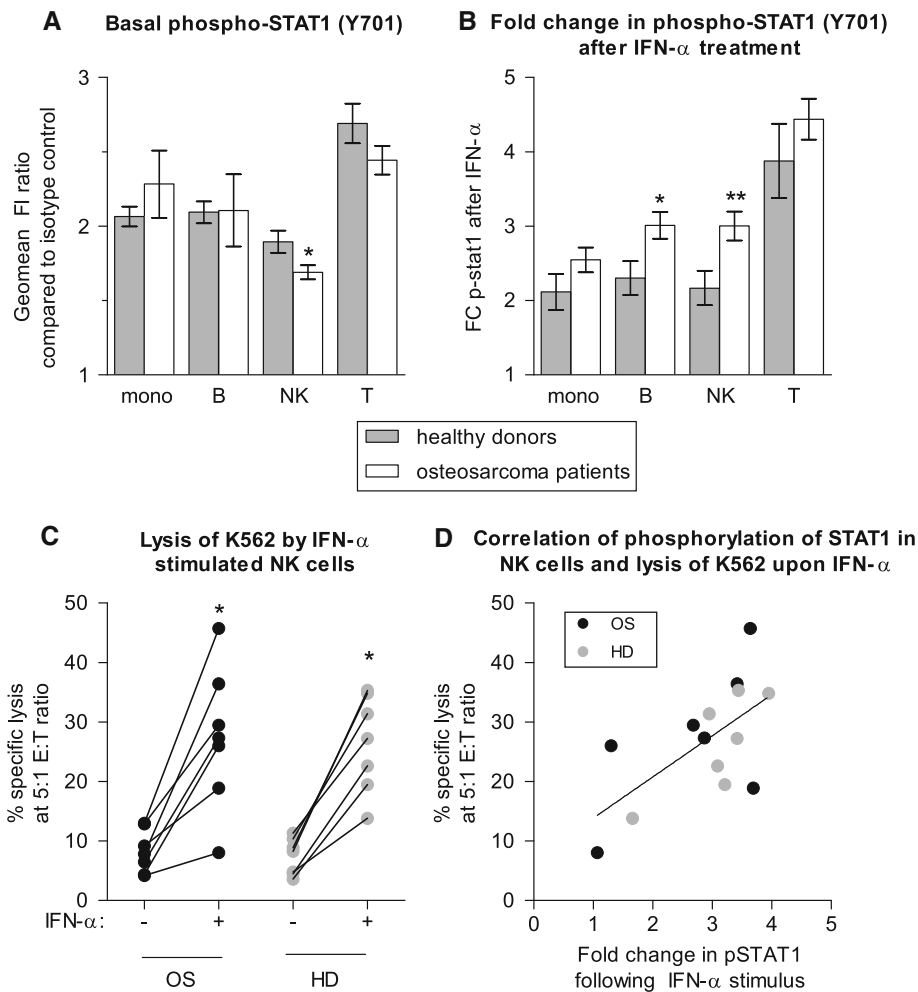 A Basal phospho-STAT1 (Y701)
Geomean FI ratio
compared to isotype control
3
2
1
mono B NK T
*
B Fold change in phospho-STAT1 (Y701)
after IFN-α treatment
FC p-stat1 after IFN-α
5
4
3
2
1
* **
mono B NK T
healthy donors
osteosarcoma patients
C Lysis of K562 by IFN-α
stimulated NK cells
% specific lysis
at 5:1 E:T ratio
50
40
30
20
10
0
* *
IFN-α: - + - +
OS HD
D Correlation of phosphorylation of STAT1 in
NK cells and lysis of K562 upon IFN-α
% specific lysis
at 5:1 E:T ratio
50
40
30
20
10
0
OS
HD
0 1 2 3 4 5
Fold change in pSTAT1
following IFN-α stimulus